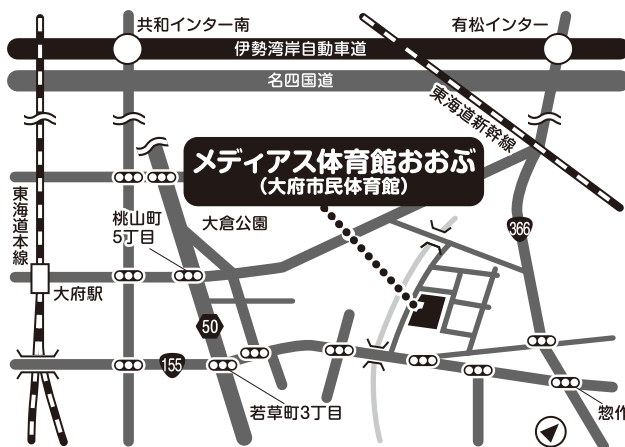 共和インター南
有松インター
伊勢湾岸自動車道
名四国道
東海道新幹線
メディアス体育館おおぶ
（大府市民体育館）
東海道本線
桃山町
5丁目
大倉公園
366
大府駅
50
155
若草町3丁目
惣作